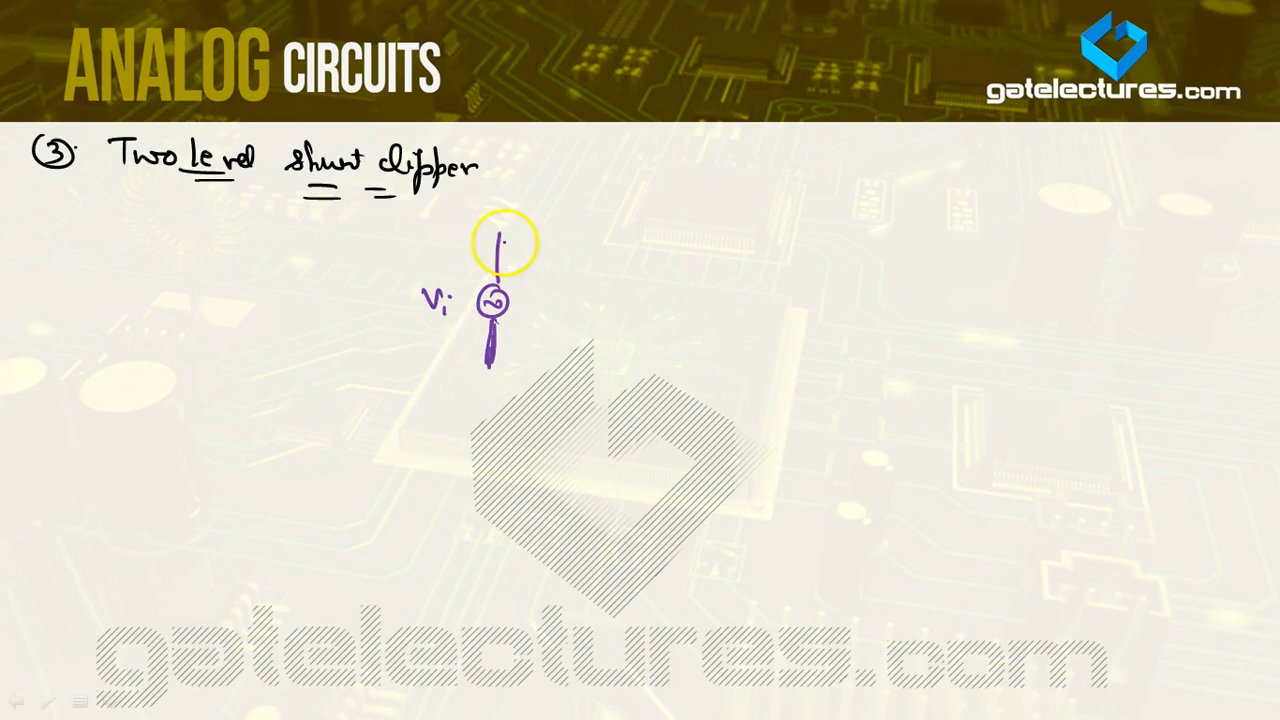 ANALOG CIRCUITS
gatelectures.com
(3). Two level shunt clipper
Vi
gatelectures.com